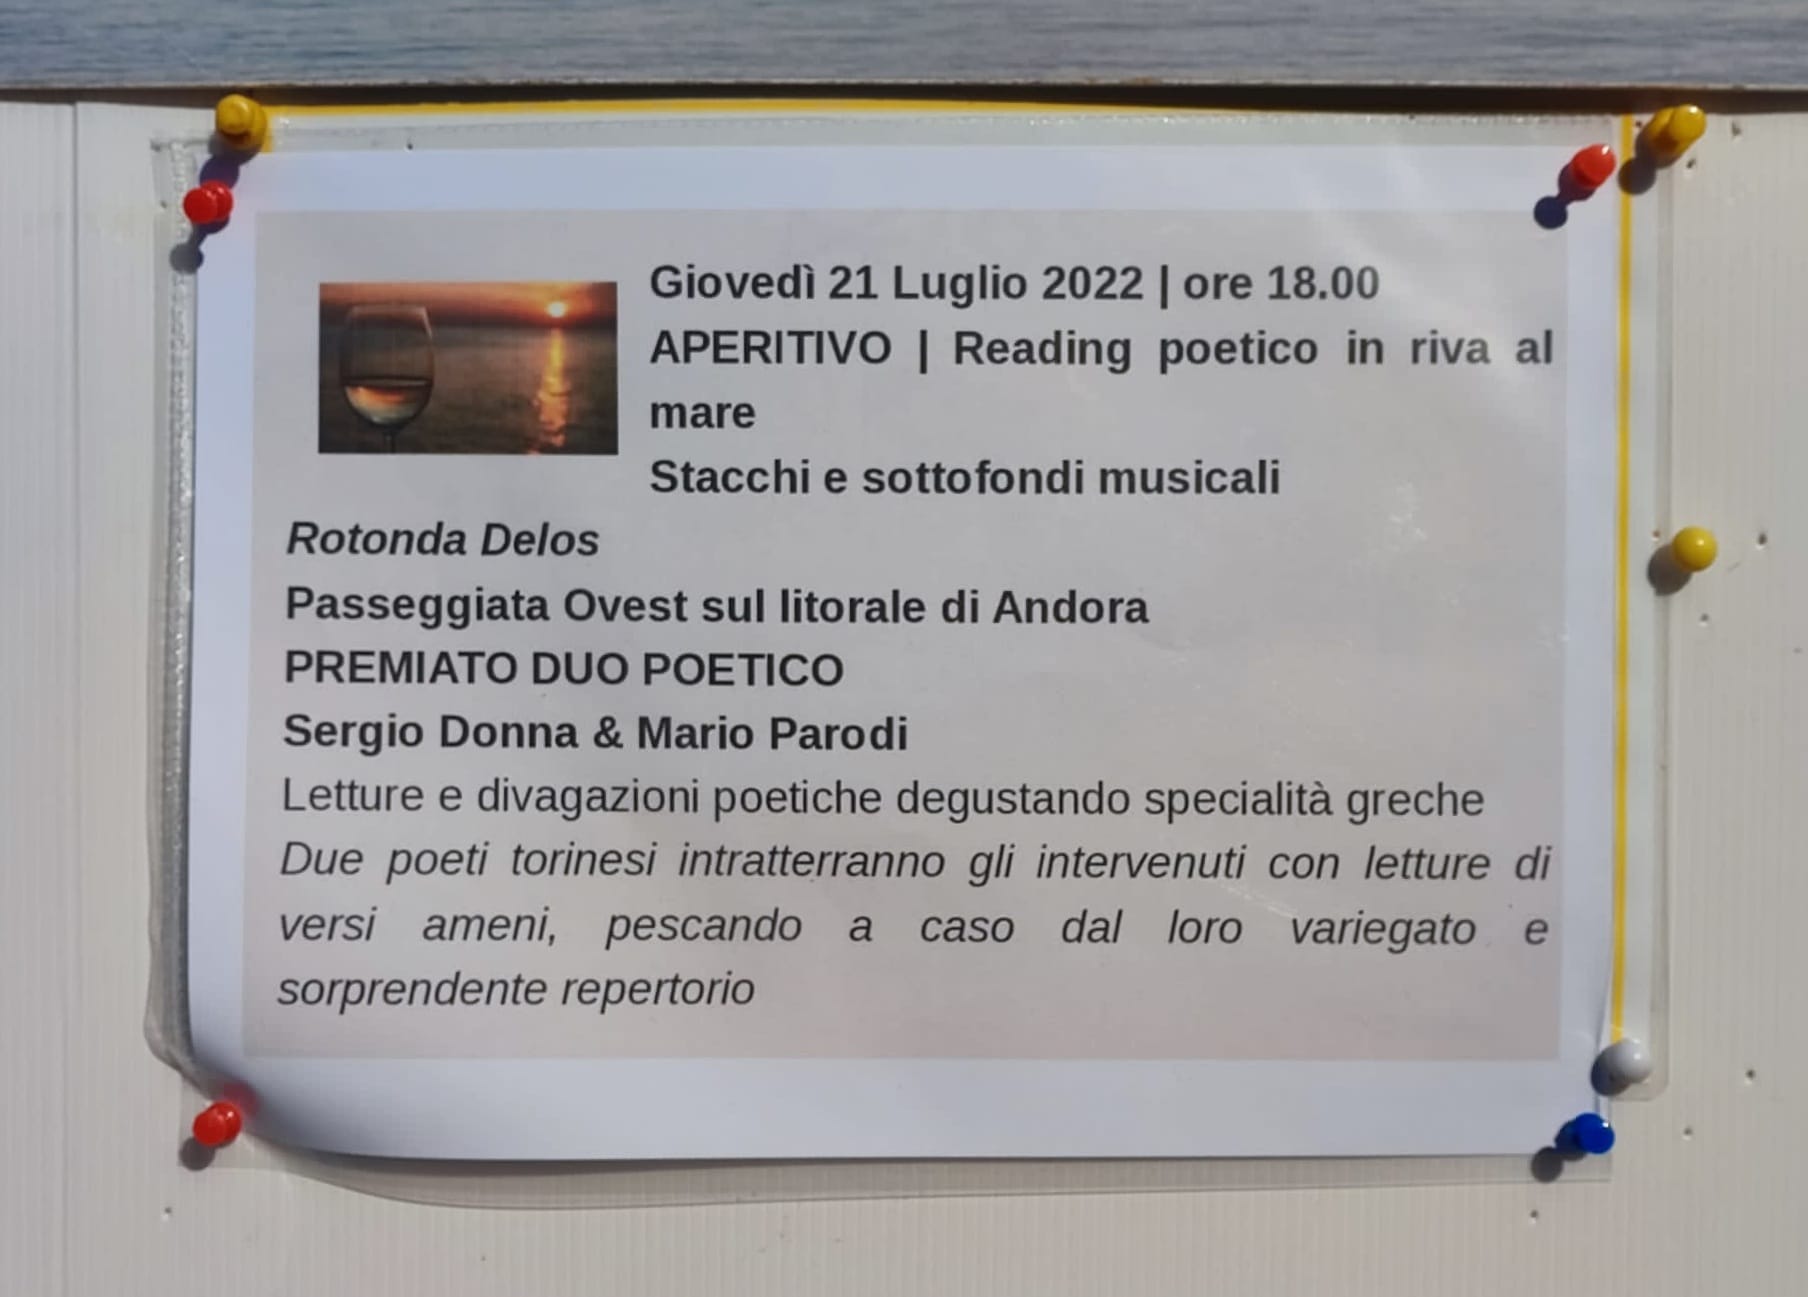 Giovedì 21 Luglio 2022 | ore 18.00
APERITIVO | Reading poetico in riva al
mare
Stacchi e sottofondi musicali
Rotonda Delos
Passeggiata Ovest sul litorale di Andora
PREMIATO DUO POETICO
Sergio Donna & Mario Parodi
Letture e divagazioni poetiche degustando specialità greche
Due poeti torinesi intratterranno gli intervenuti con letture di
versi ameni, pescando a caso dal loro variegato e
sorprendente repertorio